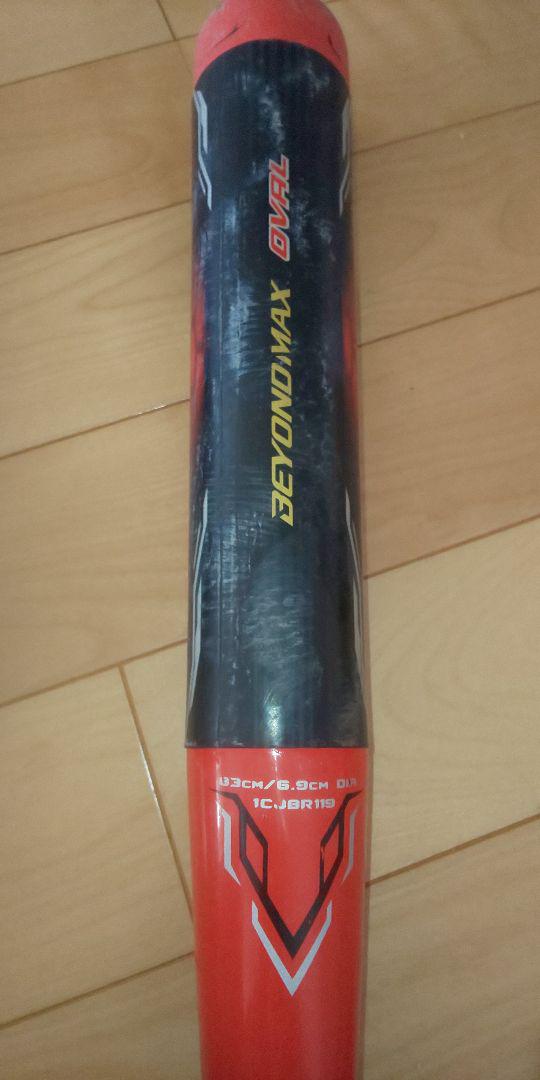 BEYONDMAX OVAL
83CM/6.9CM DIA
1CJBR119